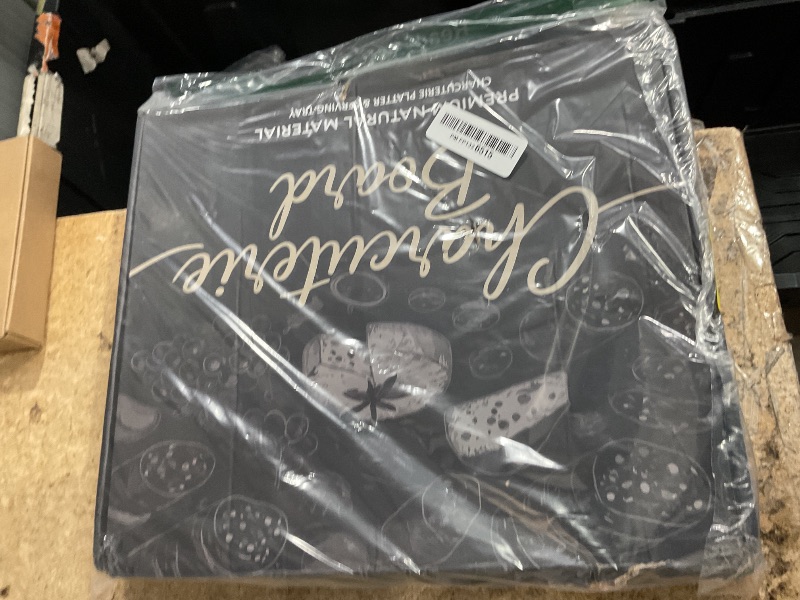 Charcuterie
Board
PREMIUM NATURAL MATERIAL
CHARCUTERIE PLATTER & SERVING TRAY